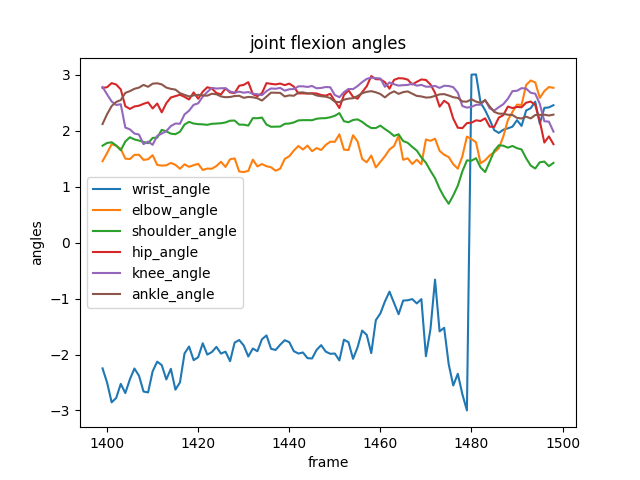 joint flexion angles
3
2
1
0
−1
−2
−3
angles
wrist_angle
elbow_angle
shoulder_angle
hip_angle
knee_angle
ankle_angle
1400 1420 1440 1460 1480 1500
frame